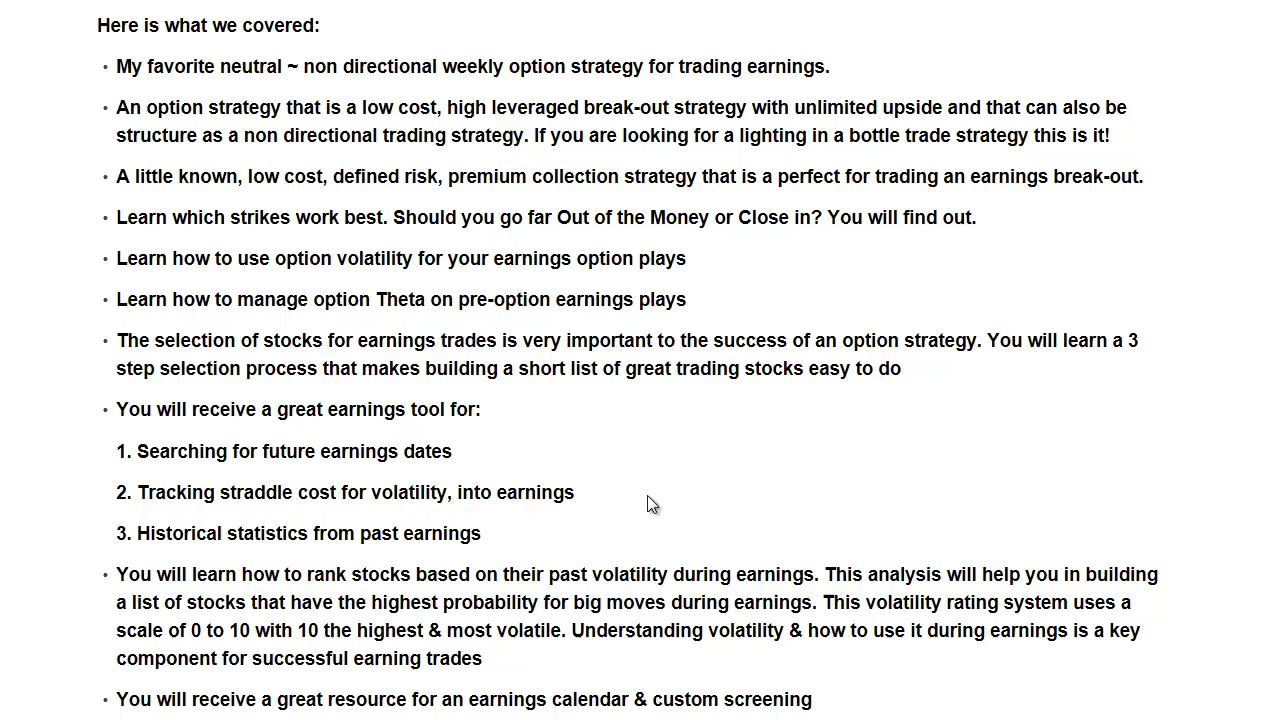 Here is what we covered:
• My favorite neutral ~ non directional weekly option strategy for trading earnings.
• An option strategy that is a low cost, high leveraged break-out strategy with unlimited upside and that can also be
structure as a non directional trading strategy. If you are looking for a lighting in a bottle trade strategy this is it!
• A little known, low cost, defined risk, premium collection strategy that is a perfect for trading an earnings break-out.
• Learn which strikes work best. Should you go far Out of the Money or Close in? You will find out.
• Learn how to use option volatility for your earnings option plays
• Learn how to manage option Theta on pre-option earnings plays
• The selection of stocks for earnings trades is very important to the success of an option strategy. You will learn a 3
step selection process that makes building a short list of great trading stocks easy to do
• You will receive a great earnings tool for:
1. Searching for future earnings dates
2. Tracking straddle cost for volatility, into earnings
3. Historical statistics from past earnings
• You will learn how to rank stocks based on their past volatility during earnings. This analysis will help you in building
a list of stocks that have the highest probability for big moves during earnings. This volatility rating system uses a
scale of 0 to 10 with 10 the highest & most volatile. Understanding volatility & how to use it during earnings is a key
component for successful earning trades
• You will receive a great resource for an earnings calendar & custom screening